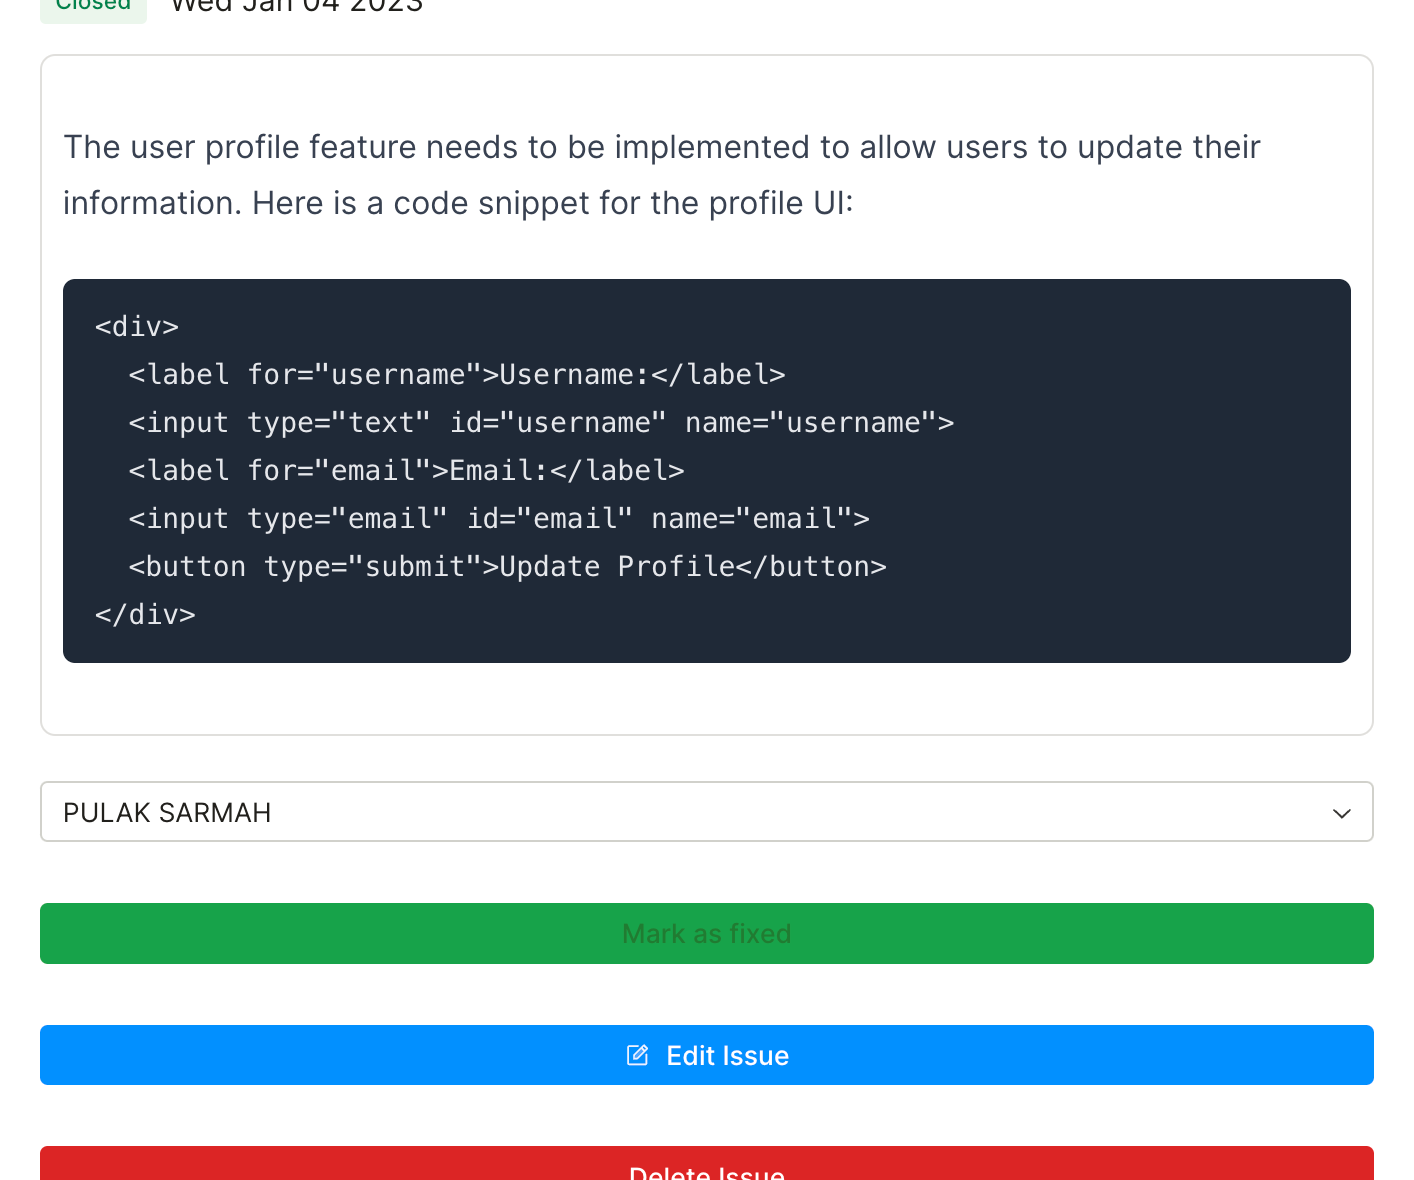 Closed Wed Jan 04 2023
The user profile feature needs to be implemented to allow users to update their
information. Here is a code snippet for the profile UI:
<div>
  <label for="username">Username:</label>
  <input type="text" id="username" name="username">
  <label for="email">Email:</label>
  <input type="email" id="email" name="email">
  <button type="submit">Update Profile</button>
</div>
PULAK SARMAH
Mark as fixed
Edit Issue
Delete Issue